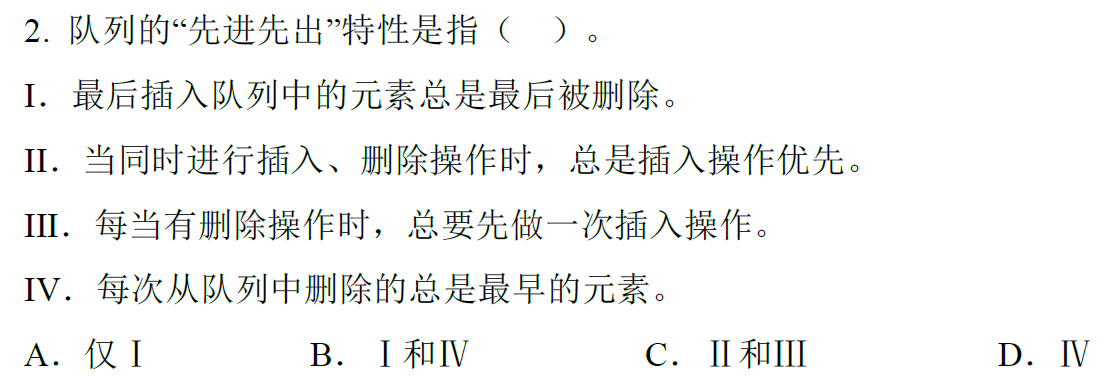 2. 队列的“先进先出”特性是指（ ）。
I．最后插入队列中的元素总是最后被删除。
II．当同时进行插入、删除操作时，总是插入操作优先。
III．每当有删除操作时，总要先做一次插入操作。
IV．每次从队列中删除的总是最早的元素。
A．仅Ⅰ B．Ⅰ和Ⅳ C．Ⅱ和Ⅲ D．Ⅳ